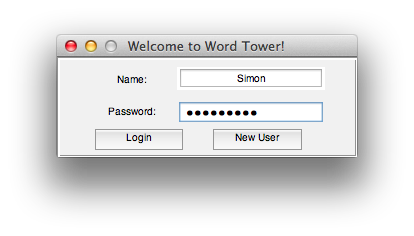 Welcome to Word Tower!
Name: Simon
Password: ●●●●●●●●●
Login New User